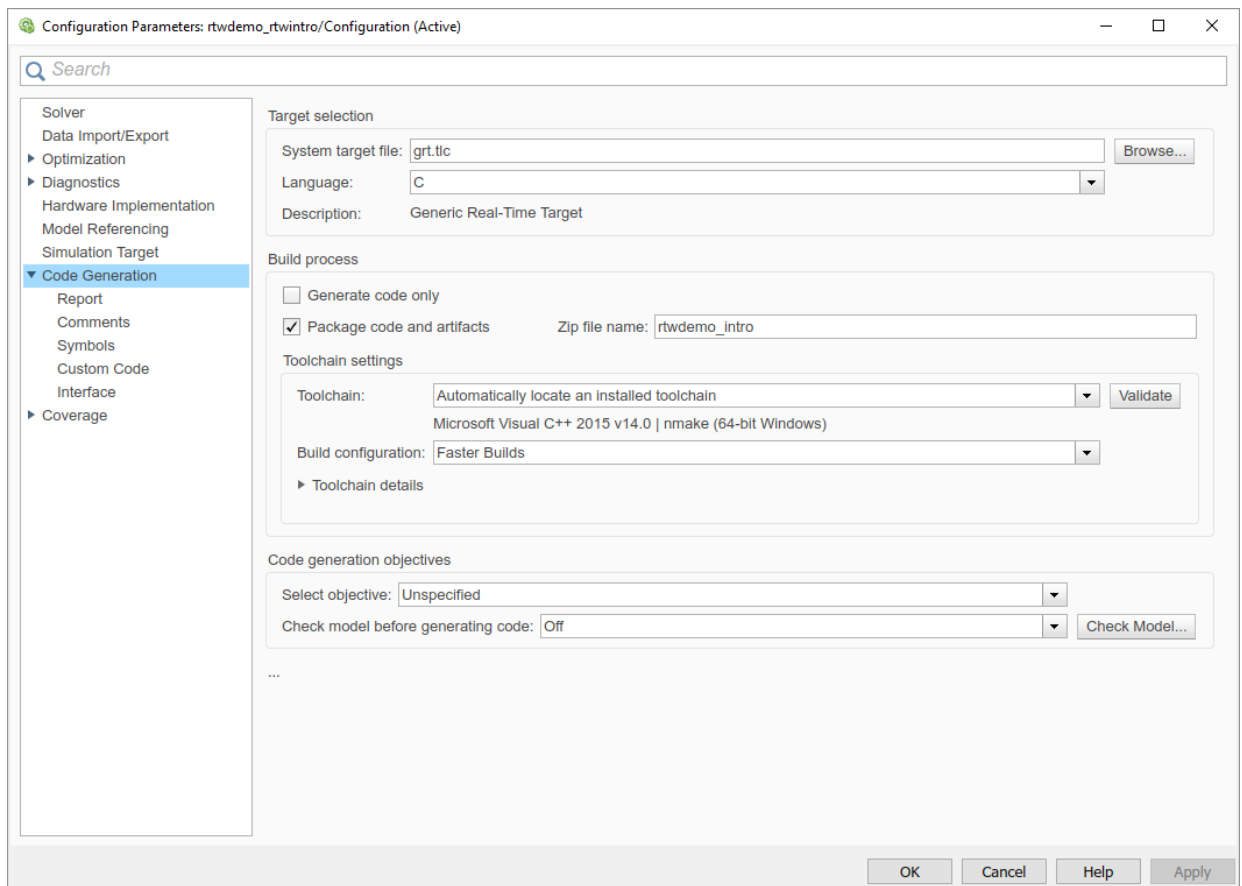 Configuration Parameters: rtwdemo_rtwintro/Configuration (Active)
Search
Solver
Data Import/Export
Optimization
Diagnostics
Hardware Implementation
Model Referencing
Simulation Target
Code Generation
Report
Comments
Symbols
Custom Code
Interface
Coverage
Target selection
System target file: grt.tlc Browse...
Language: C
Description: Generic Real-Time Target
Build process
Generate code only
Package code and artifacts Zip file name: rtwdemo_intro
Toolchain settings
Toolchain: Automatically locate an installed toolchain Validate
Microsoft Visual C++ 2015 v14.0 | nmake (64-bit Windows)
Build configuration: Faster Builds
Toolchain details
Code generation objectives
Select objective: Unspecified
Check model before generating code: Off Check Model...
...
OK Cancel Help Apply